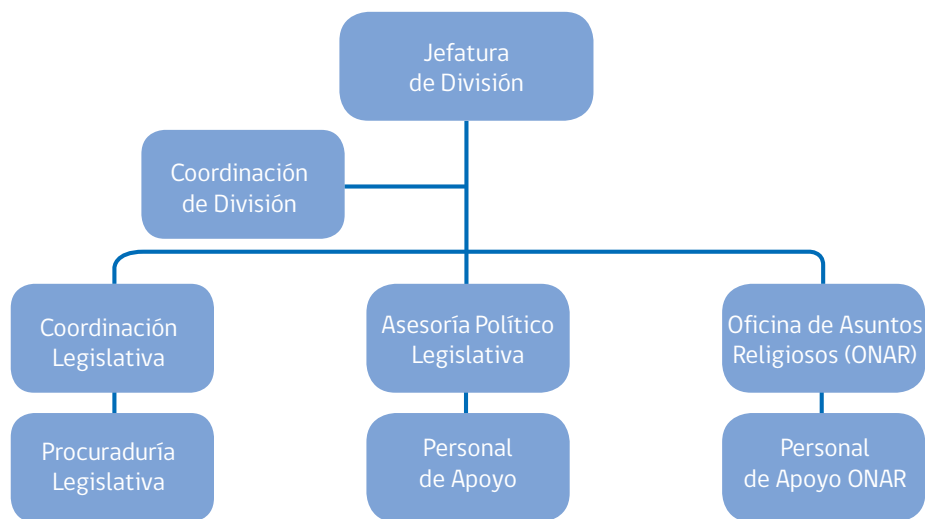 Jefatura
de División
Coordinación
de División
Coordinación
Legislativa
Asesoría Político
Legislativa
Oficina de Asuntos
Religiosos (ONAR)
Procuraduría
Legislativa
Personal
de Apoyo
Personal
de Apoyo ONAR